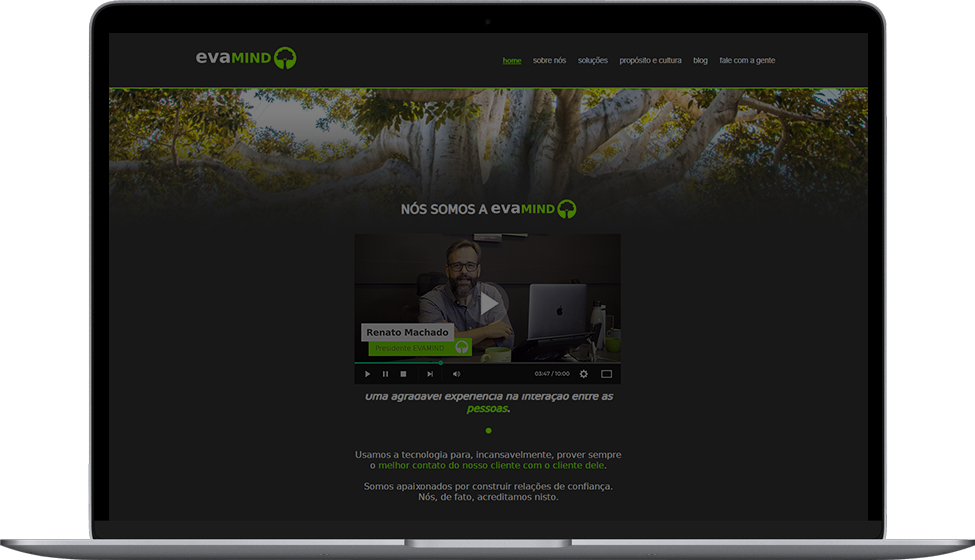 evaMIND
home sobre nós soluções propósito e cultura blog fale com a gente
NÓS SOMOS A evaMIND
Renato Machado
Presidente EVAMIND
03:47 / 10:00
Uma agradável experiência na interação entre as
pessoas.
Usamos a tecnologia para, incansavelmente, prover sempre
o melhor contato do nosso cliente com o cliente dele.
Somos apaixonados por construir relações de confiança.
Nós, de fato, acreditamos nisto.